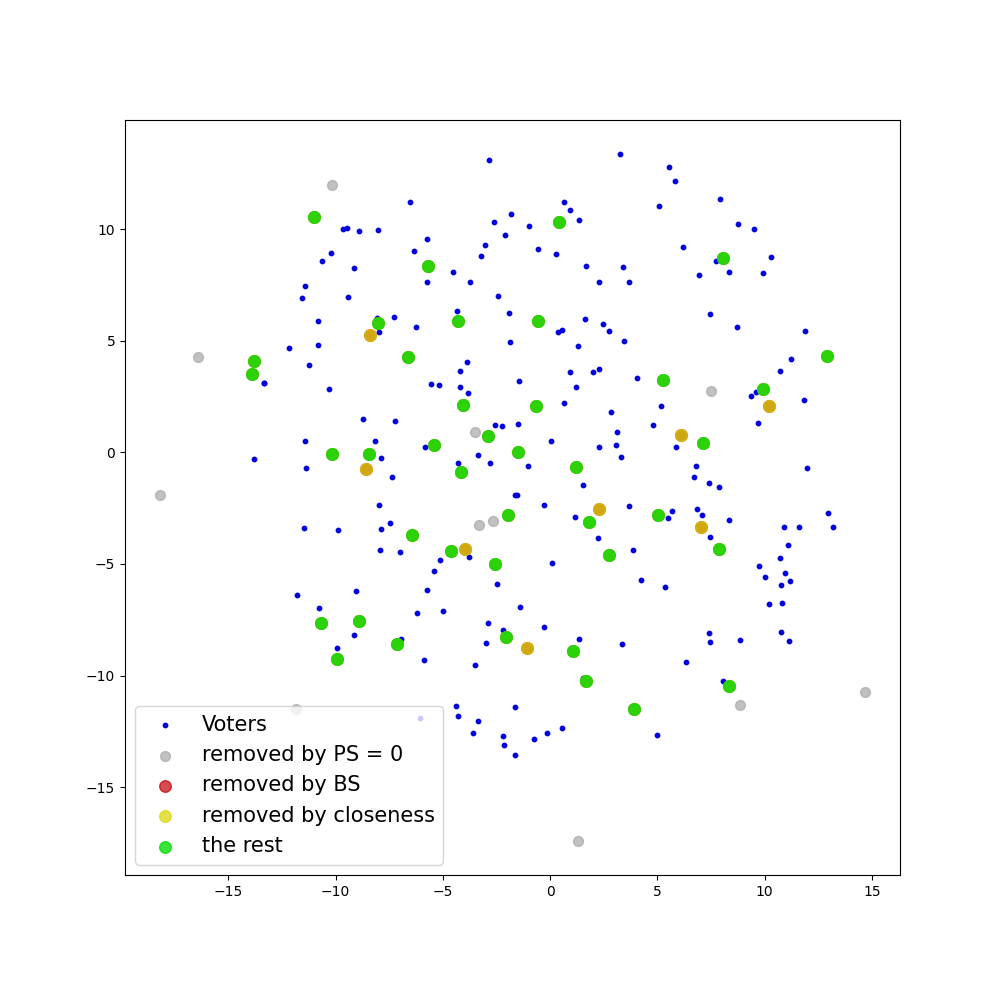 10
5
0
−5
−10
−15
Voters
removed by PS = 0
removed by BS
removed by closeness
the rest
−15 −10 −5 0 5 10 15